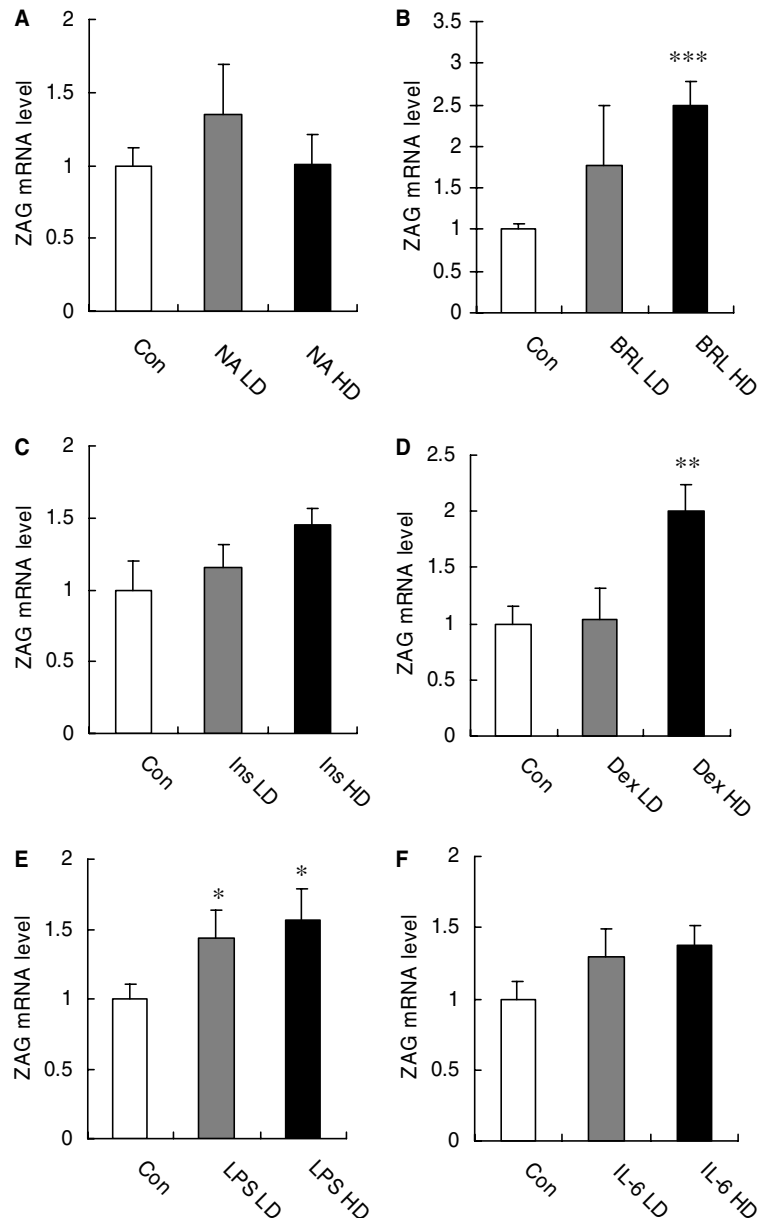 A
ZAG mRNA level
2
1.5
1
0.5
0
Con
NA LD
NA HD
B
ZAG mRNA level
3.5
3
2.5
2
1.5
1
0.5
0
***
Con
BRL LD
BRL HD
C
ZAG mRNA level
2
1.5
1
0.5
0
Con
Ins LD
Ins HD
D
ZAG mRNA level
2.5
2
1.5
1
0.5
0
**
Con
Dex LD
Dex HD
E
ZAG mRNA level
2
1.5
1
0.5
0
*
*
Con
LPS LD
LPS HD
F
ZAG mRNA level
2
1.5
1
0.5
0
Con
IL-6 LD
IL-6 HD